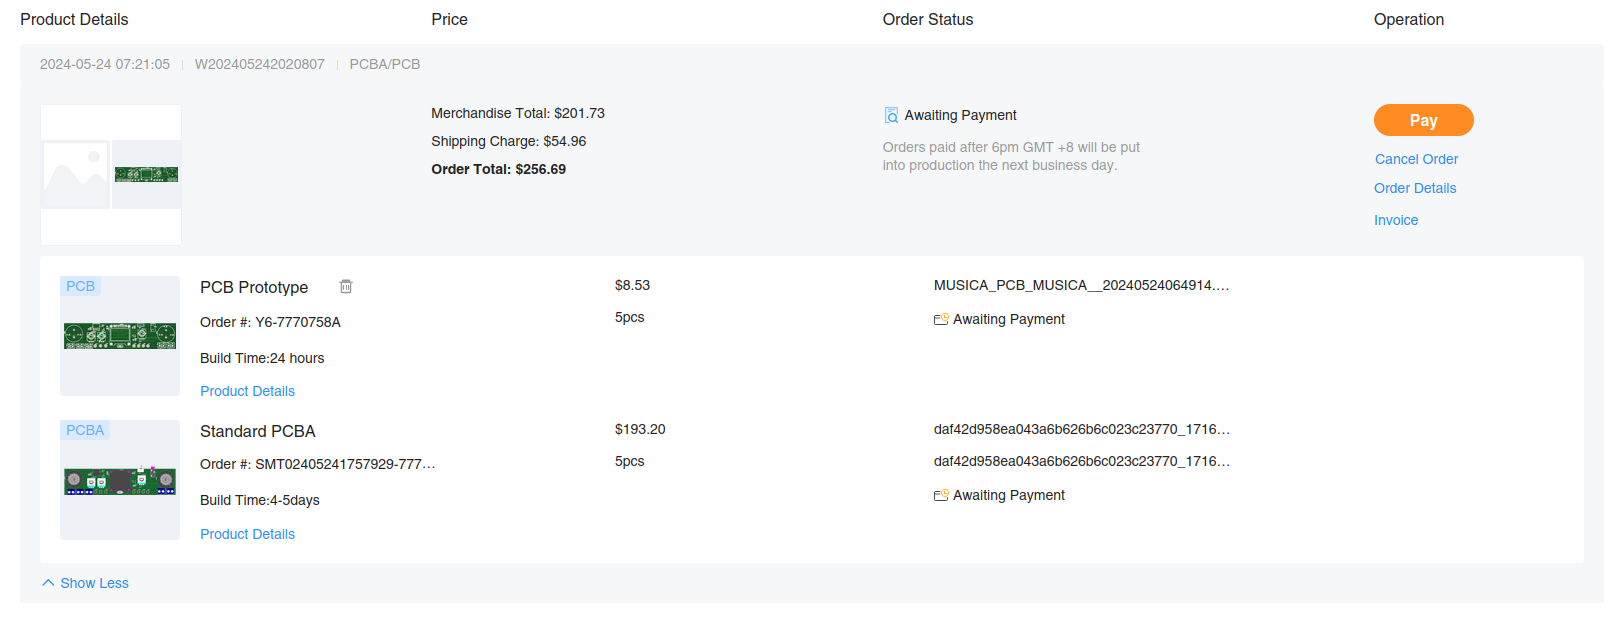 Product Details Price Order Status Operation
2024-05-24 07:21:05 W202405242020807 PCBA/PCB
Merchandise Total: $201.73
Shipping Charge: $54.96
Order Total: $256.69
Awaiting Payment
Orders paid after 6pm GMT +8 will be put
into production the next business day.
Pay
Cancel Order
Order Details
Invoice
PCB
PCB Prototype
Order #: Y6-7770758A
Build Time:24 hours
Product Details
$8.53
5pcs
MUSICA_PCB_MUSICA__20240524064914....
Awaiting Payment
PCBA
Standard PCBA
Order #: SMT02405241757929-777...
Build Time:4-5days
Product Details
$193.20
5pcs
daf42d958ea043a6b626b6c023c23770_1716...
daf42d958ea043a6b626b6c023c23770_1716...
Awaiting Payment
Show Less